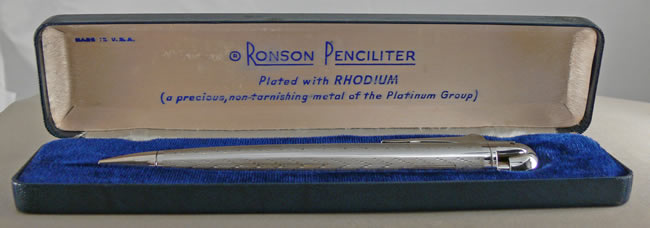 MADE IN U.S.A.
® RONSON PENCILITER
Plated with RHODIUM
(a precious, non-tarnishing metal of the Platinum Group)